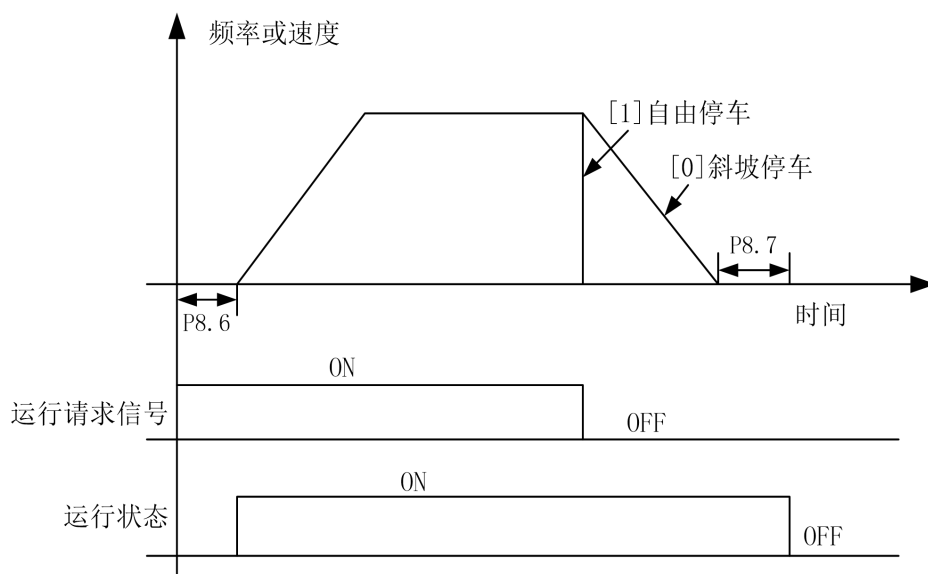 频率或速度
[1]自由停车
[0]斜坡停车
P8.7
时间
P8.6
ON
运行请求信号
OFF
ON
运行状态
OFF